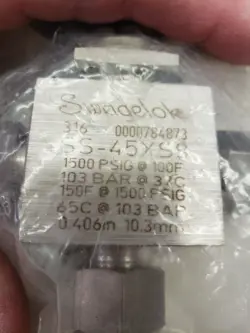 Swagelok
316 0000784873
SS-45XS8
1500 PSIG @ 100F
103 BAR @ 37C
150F @ 1500 PSIG
65C @ 103 BAR
0.406in 10.3mm